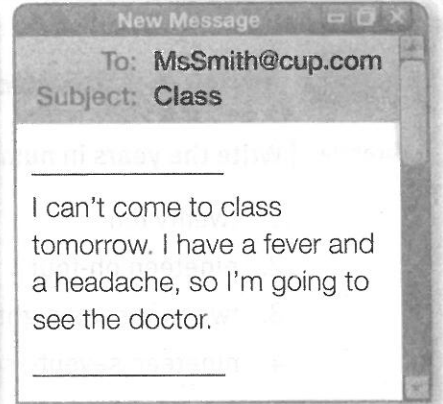 New Message
To: MsSmith@cup.com
Subject: Class
I can't come to class
tomorrow. I have a fever and
a headache, so I'm going to
see the doctor.